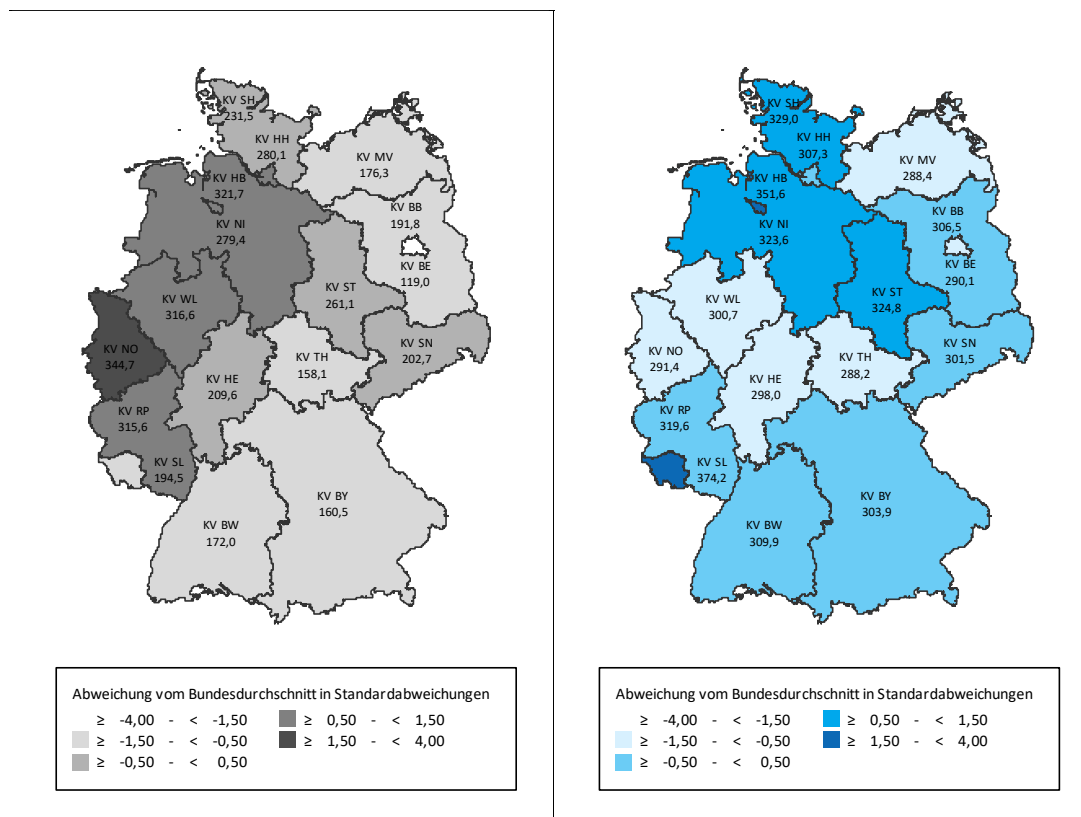 KV SH
231,5
KV HH
280,1
KV MV
176,3
KV HB
321,7
KV BB
191,8
KV NI
279,4
KV BE
119,0
KV WL
316,6
KV ST
261,1
KV NO
344,7
KV SN
202,7
KV TH
158,1
KV HE
209,6
KV RP
315,6
KV SL
194,5
KV BY
160,5
KV BW
172,0
Abweichung vom Bundesdurchschnitt in Standardabweichungen
≥ -4,00 - < -1,50
≥ -1,50 - < -0,50
≥ -0,50 - < 0,50
≥ 0,50 - < 1,50
≥ 1,50 - < 4,00
KV SH
329,0
KV HH
307,3
KV MV
288,4
KV HB
351,6
KV BB
306,5
KV NI
323,6
KV BE
290,1
KV WL
300,7
KV ST
324,8
KV NO
291,4
KV SN
301,5
KV TH
288,2
KV HE
298,0
KV RP
319,6
KV SL
374,2
KV BY
303,9
KV BW
309,9
Abweichung vom Bundesdurchschnitt in Standardabweichungen
≥ -4,00 - < -1,50
≥ -1,50 - < -0,50
≥ -0,50 - < 0,50
≥ 0,50 - < 1,50
≥ 1,50 - < 4,00